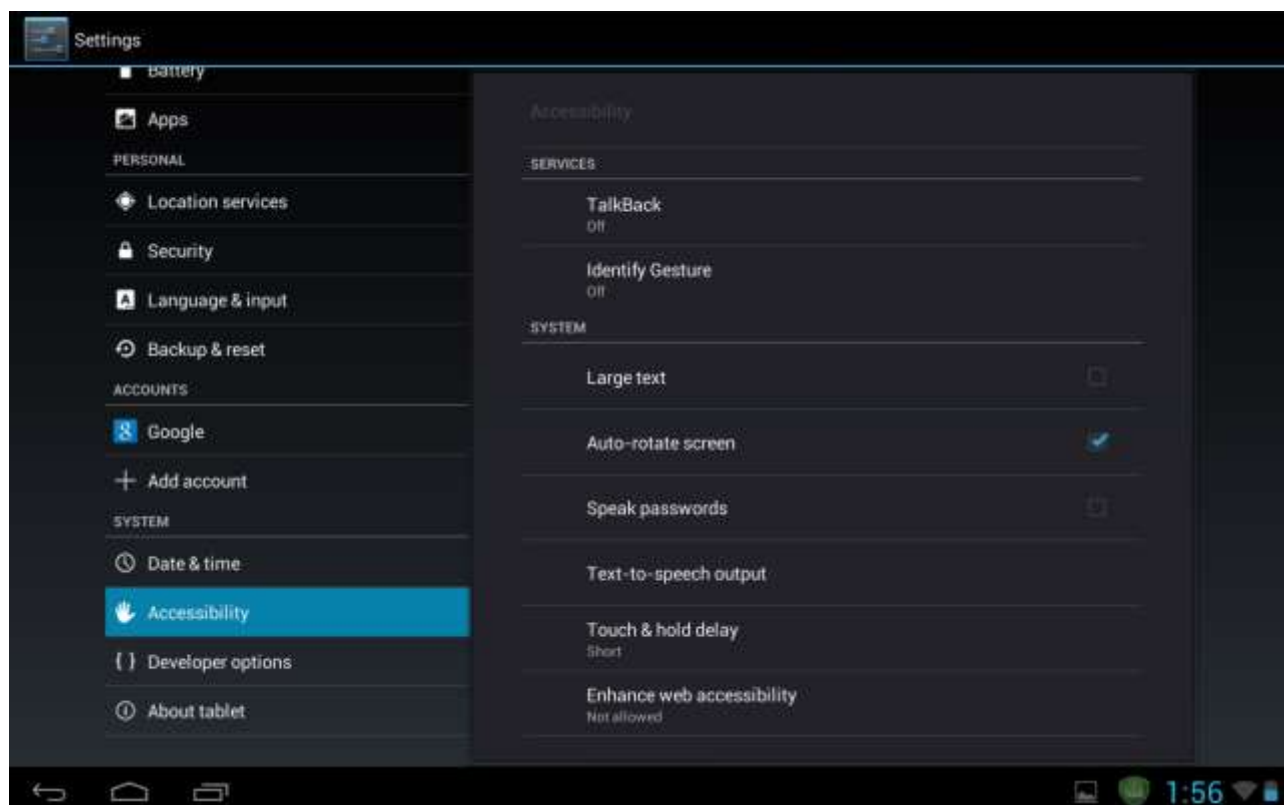 Settings
Battery
Apps
PERSONAL
Location services
Security
A Language & input
Backup & reset
ACCOUNTS
8 Google
Add account
SYSTEM
Date & time
Accessibility
{ } Developer options
About tablet
Accessibility
SERVICES
TalkBack
Off
Identify Gesture
Off
SYSTEM
Large text
Auto-rotate screen
Speak passwords
Text-to-speech output
Touch & hold delay
Short
Enhance web accessibility
Not allowed
1:56